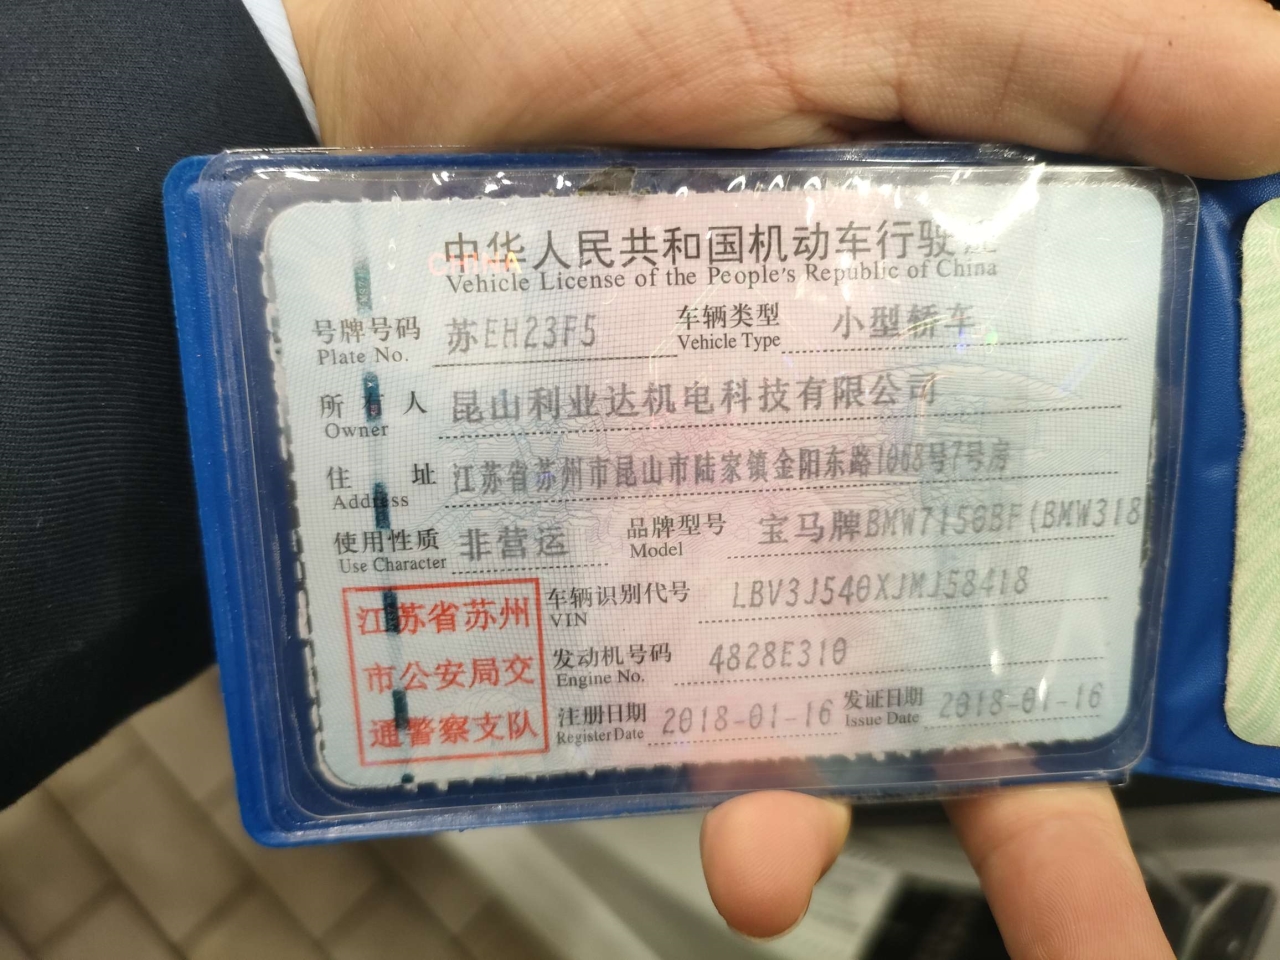 中华人民共和国机动车行驶证
CHINA
Vehicle License of the People's Republic of China
号牌号码 苏EH23F5 车辆类型 小型轿车
Plate No. Vehicle Type
所有人 昆山利业达机电科技有限公司
Owner
住址 江苏省苏州市昆山市陆家镇金阳东路1068号7号房
Address
使用性质 非营运 品牌型号 宝马牌BMW7150BF(BMW318
Use Character Model
江苏省苏州
市公安局交
通警察支队
车辆识别代号 LBV3J540XJMJ58418
VIN
发动机号码 4828E310
Engine No.
注册日期 2018-01-16 发证日期 2018-01-16
Register Date Issue Date